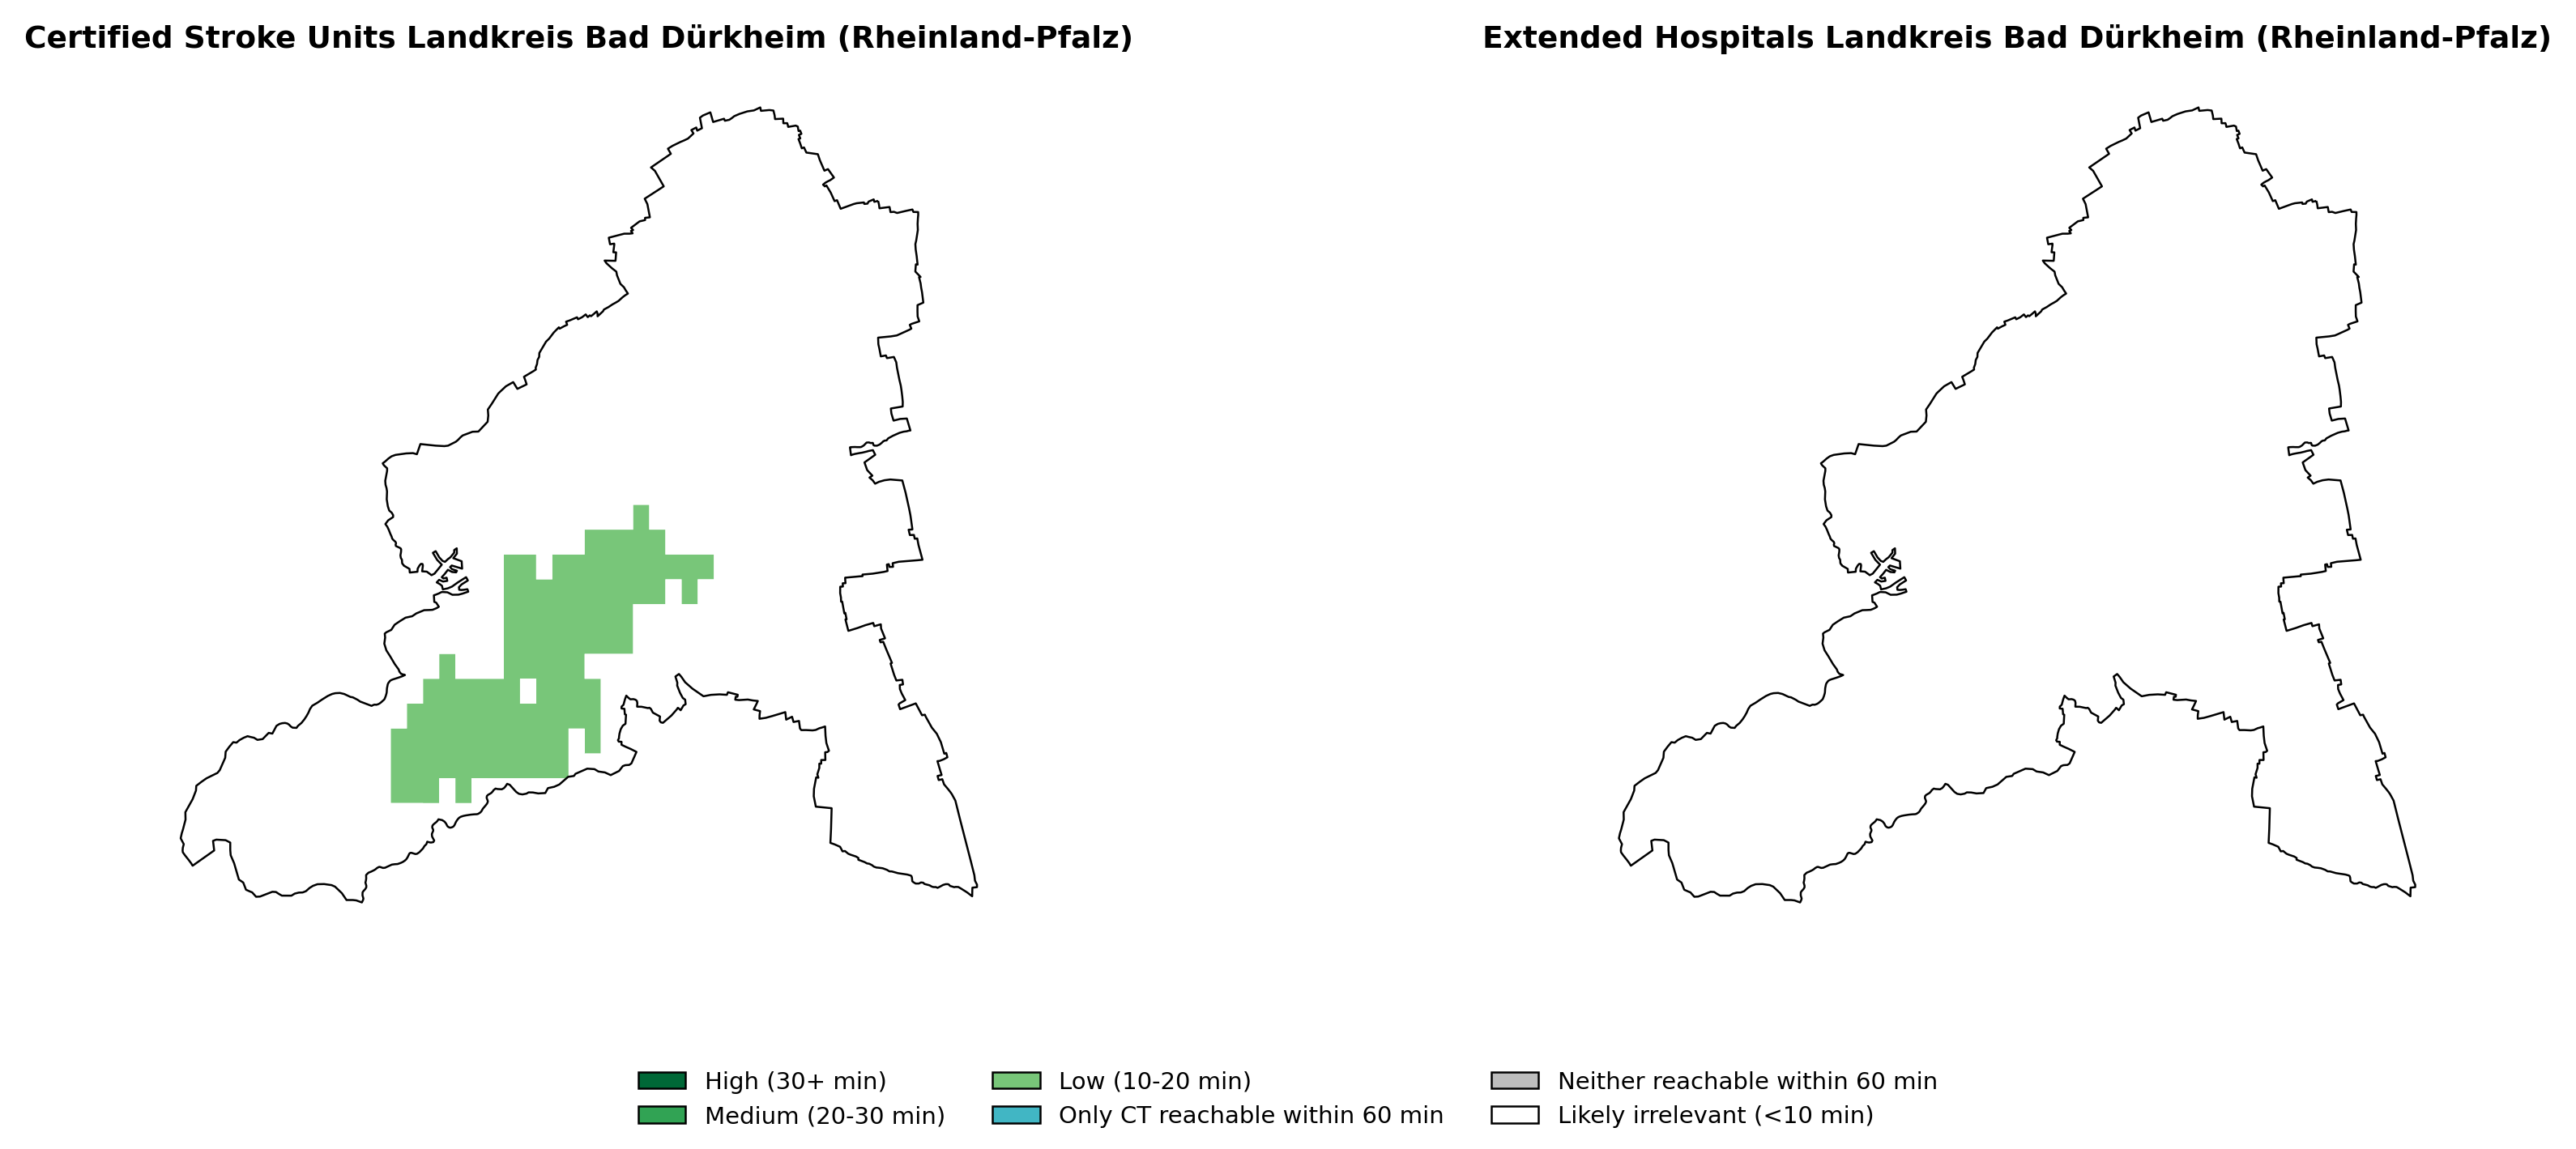 Certified Stroke Units Landkreis Bad Dürkheim (Rheinland-Pfalz)
Extended Hospitals Landkreis Bad Dürkheim (Rheinland-Pfalz)
High (30+ min)
Medium (20-30 min)
Low (10-20 min)
Only CT reachable within 60 min
Neither reachable within 60 min
Likely irrelevant (<10 min)